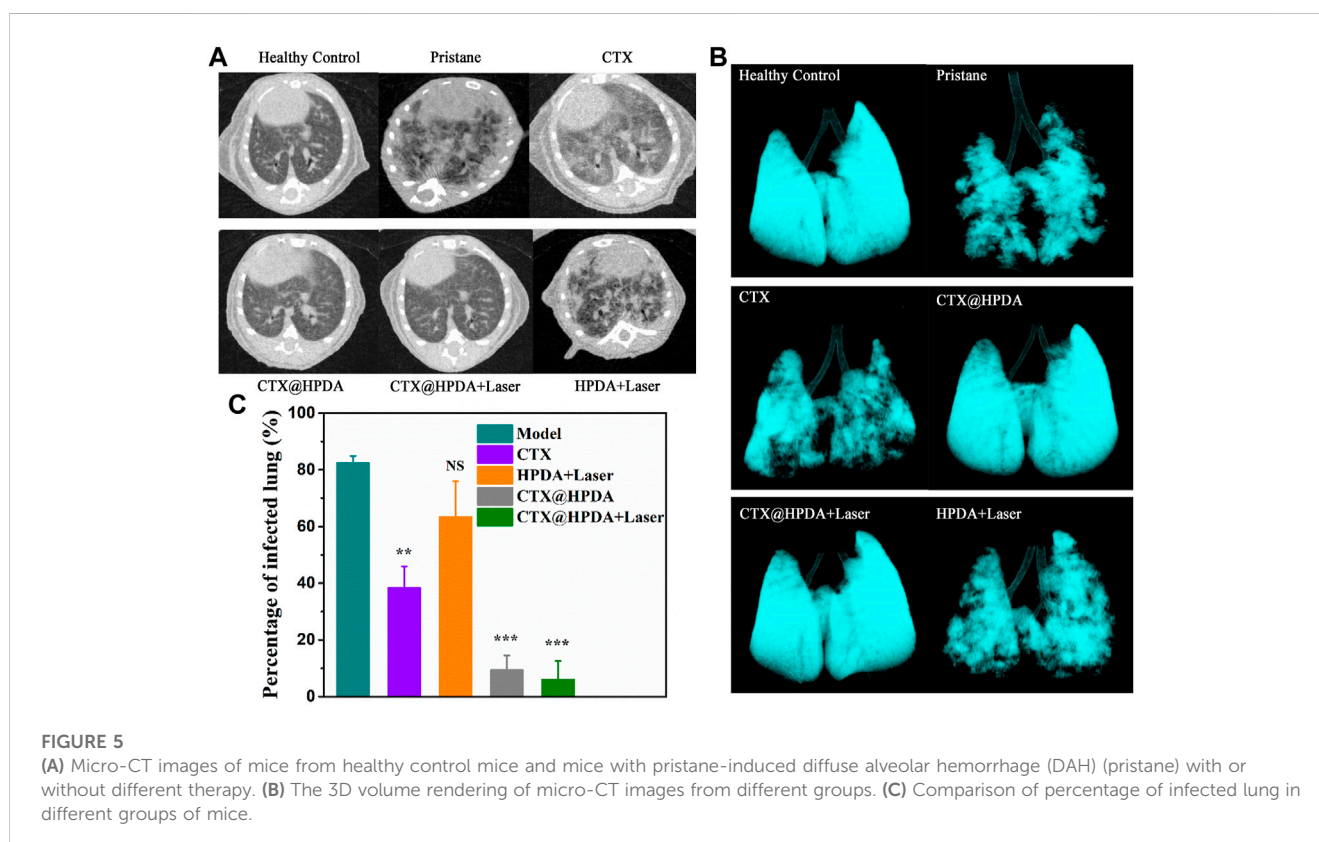 A
Healthy Control
Pristane
CTX
CTX@HPDA
CTX@HPDA+Laser
HPDA+Laser
B
Healthy Control
Pristane
CTX
CTX@HPDA
CTX@HPDA+Laser
HPDA+Laser
C
Percentage of infected lung (%)
100
80
60
40
20
0
**
NS
***
***
Model
CTX
HPDA+Laser
CTX@HPDA
CTX@HPDA+Laser
FIGURE 5
(A) Micro-CT images of mice from healthy control mice and mice with pristane-induced diffuse alveolar hemorrhage (DAH) (pristane) with or
without different therapy. (B) The 3D volume rendering of micro-CT images from different groups. (C) Comparison of percentage of infected lung in
different groups of mice.